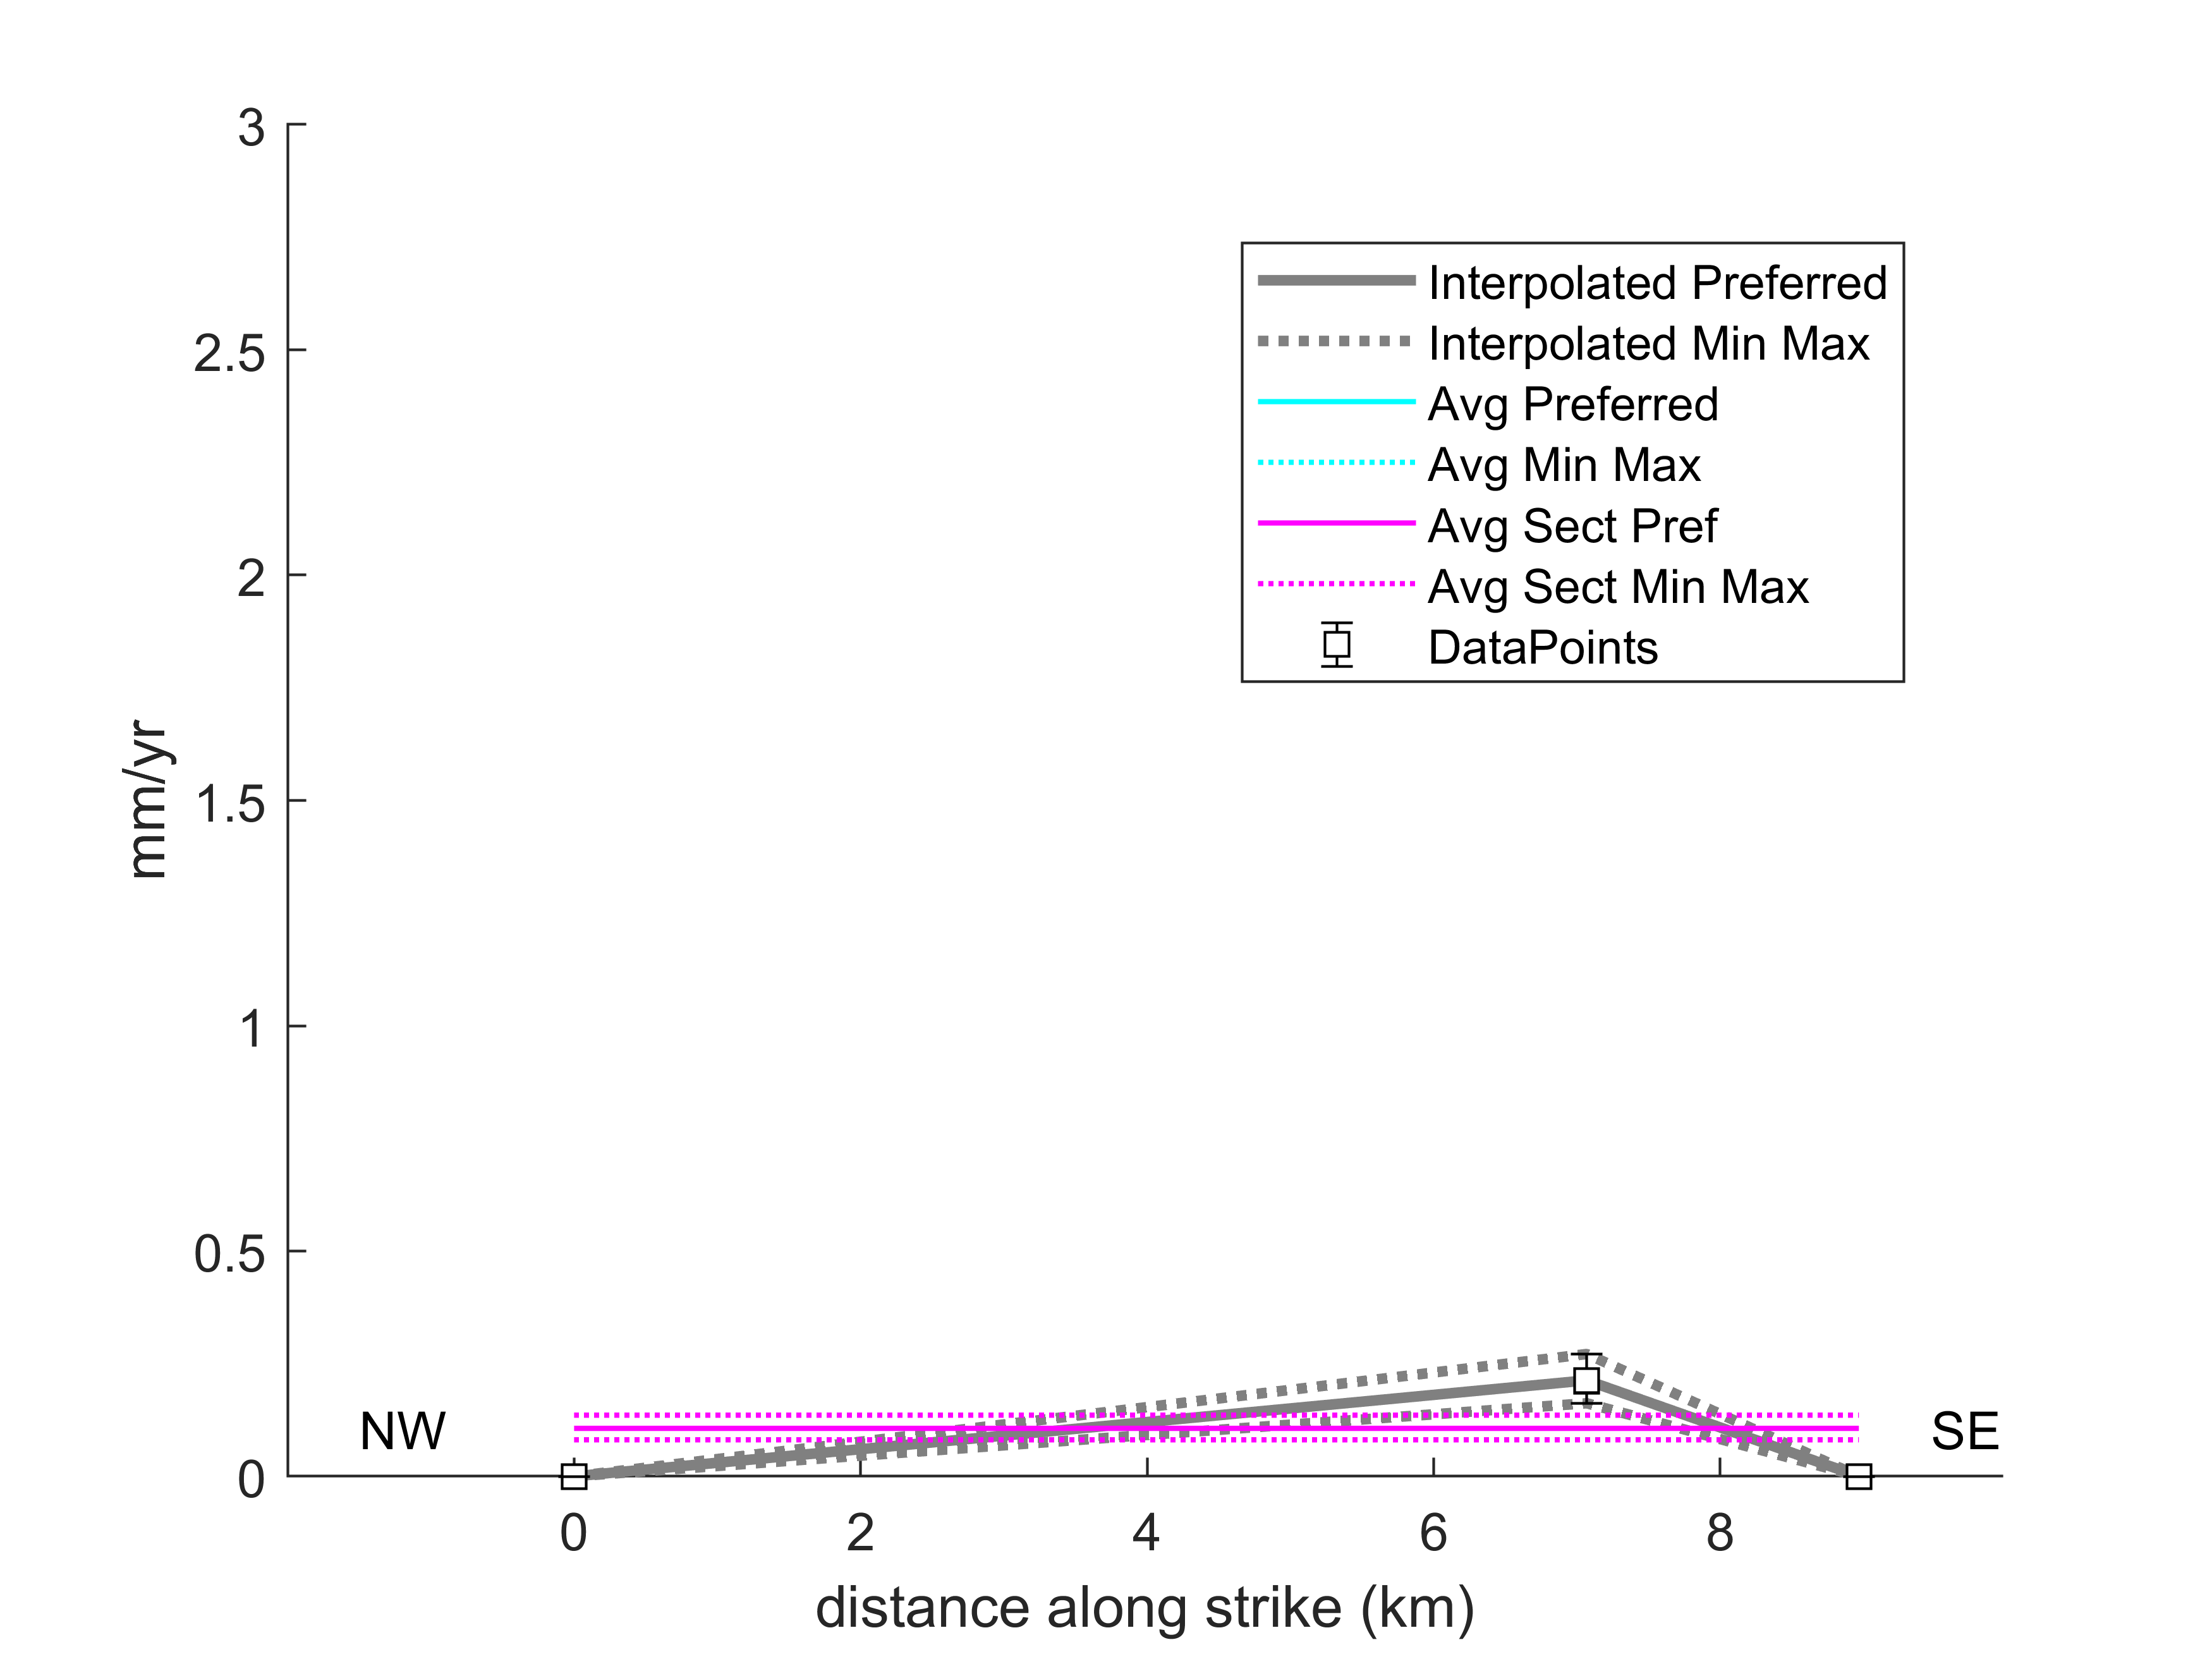 3
2.5
2
1.5
1
0.5
0
mm/yr
Interpolated Preferred
Interpolated Min Max
Avg Preferred
Avg Min Max
Avg Sect Pref
Avg Sect Min Max
DataPoints
NW
SE
0 2 4 6 8
distance along strike (km)